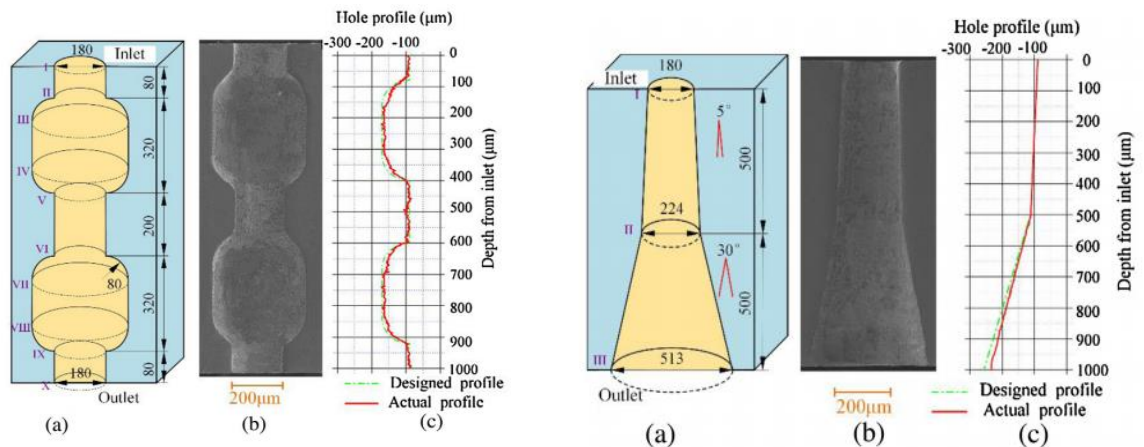 Hole profile (μm)
-300 -200 -100
180
Inlet
I
80
II
III
320
IV
V
200
VI
80
VII
320
VIII
IX
180
80
X
Outlet
0
100
200
300
400
500
600
700
800
900
1000
Depth from inlet (μm)
200μm
Designed profile
Actual profile
(a)
(b)
(c)
Hole profile (μm)
-300 -200 -100
180
Inlet
I
5°
500
224
II
30°
500
III
513
Outlet
0
100
200
300
400
500
600
700
800
900
1000
Depth from inlet (μm)
200μm
Designed profile
Actual profile
(a)
(b)
(c)